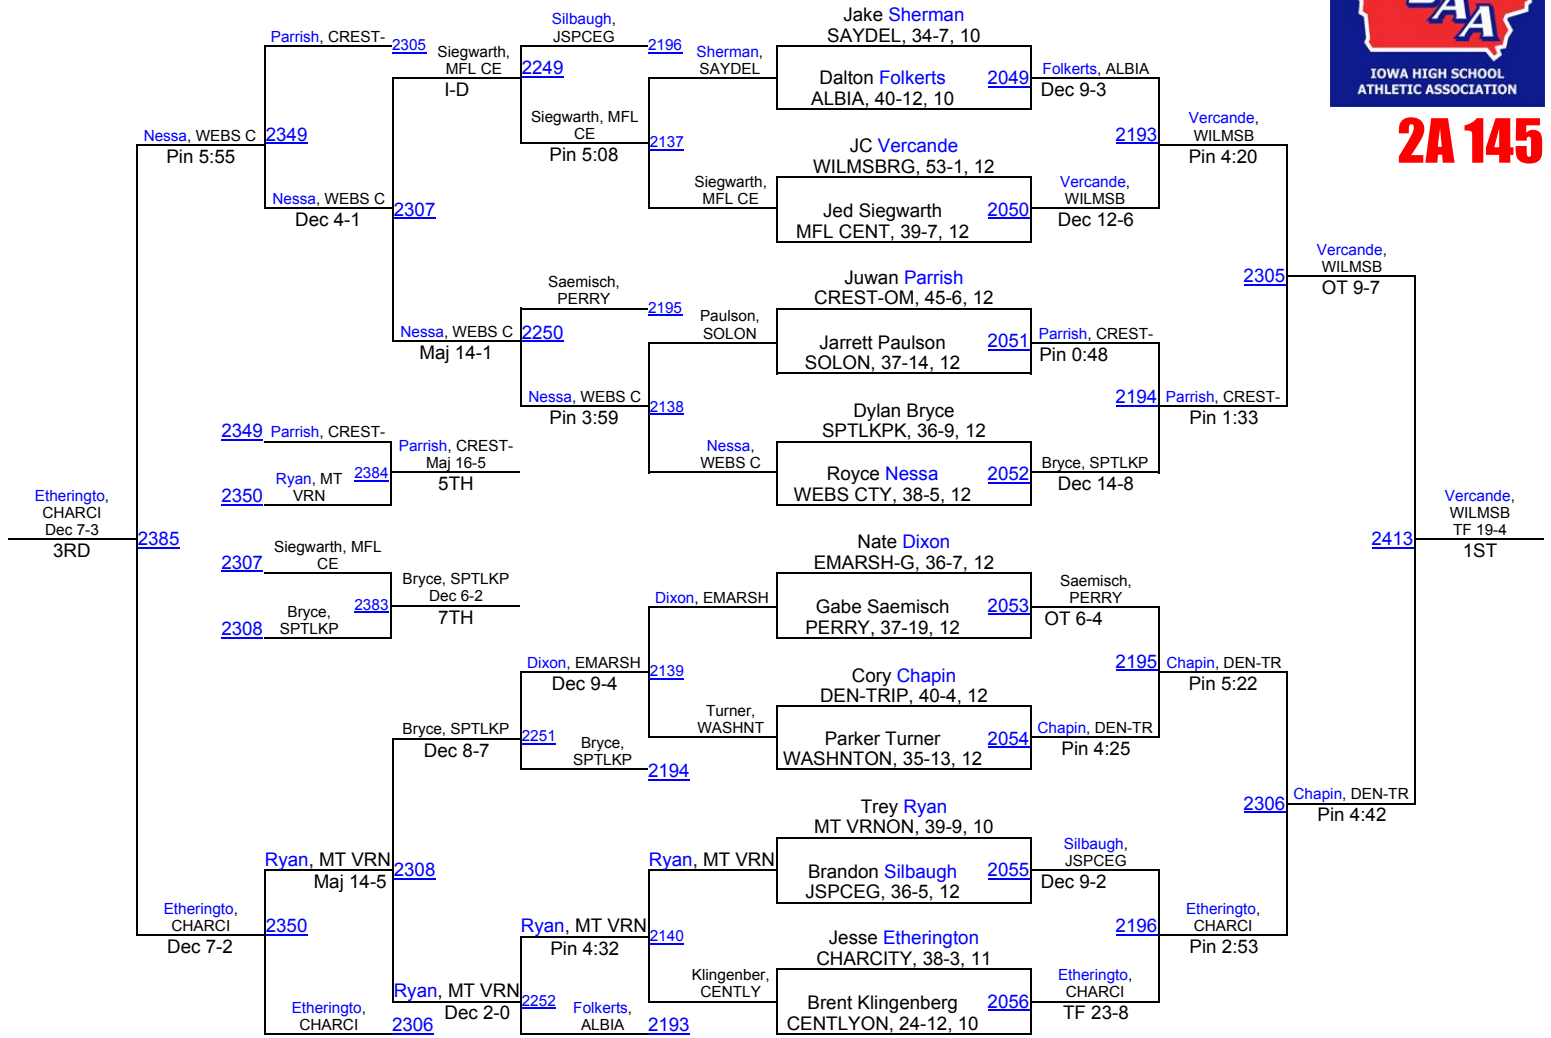 IOWA HIGH SCHOOL
ATHLETIC ASSOCIATION
2A 145
Jake Sherman
SAYDEL, 34-7, 10
Dalton Folkerts
ALBIA, 40-12, 10
2049
JC Vercande
WILMSBRG, 53-1, 12
Jed Siegwarth
MFL CENT, 39-7, 12
2050
Juwan Parrish
CREST-OM, 45-6, 12
Jarrett Paulson
SOLON, 37-14, 12
2051
Dylan Bryce
SPTLKPK, 36-9, 12
Royce Nessa
WEBS CTY, 38-5, 12
2052
Nate Dixon
EMARSH-G, 36-7, 12
Gabe Saemisch
PERRY, 37-19, 12
2053
Cory Chapin
DEN-TRIP, 40-4, 12
Parker Turner
WASHNTON, 35-13, 12
2054
Trey Ryan
MT VRNON, 39-9, 10
Brandon Silbaugh
JSPCEG, 36-5, 12
2055
Jesse Etherington
CHARCITY, 38-3, 11
Brent Klingenberg
CENTLYON, 24-12, 10
2056
Folkerts, ALBIA
Dec 9-3
2193
Vercande,
WILMSB
Dec 12-6
Parrish, CREST-
Pin 0:48
2194
Bryce, SPTLKP
Dec 14-8
Saemisch,
PERRY
OT 6-4
2195
Chapin, DEN-TR
Pin 4:25
Silbaugh,
JSPCEG
Dec 9-2
2196
Etheringto,
CHARCI
TF 23-8
Vercande,
WILMSB
Pin 4:20
2305
Parrish, CREST-
Pin 1:33
Chapin, DEN-TR
Pin 5:22
2306
Etheringto,
CHARCI
Pin 2:53
Vercande,
WILMSB
OT 9-7
2413
Chapin, DEN-TR
Pin 4:42
Vercande,
WILMSB
TF 19-4
1ST
Sherman,
SAYDEL
2137
Siegwarth,
MFL CE
Paulson,
SOLON
2138
Nessa,
WEBS C
Dixon, EMARSH
2139
Turner,
WASHNT
Ryan, MT VRN
2140
Klingenber,
CENTLY
Silbaugh,
JSPCEG
2196
2249
Siegwarth, MFL
CE
Pin 5:08
Saemisch,
PERRY
2195
2250
Nessa, WEBS C
Pin 3:59
Dixon, EMARSH
Dec 9-4
2251
Bryce,
SPTLKP
2194
Ryan, MT VRN
Pin 4:32
2252
Folkerts,
ALBIA
2193
Siegwarth,
MFL CE
I-D
2307
Nessa, WEBS C
Maj 14-1
Bryce, SPTLKP
Dec 8-7
2308
Ryan, MT VRN
Dec 2-0
Parrish, CREST-
2305
2349
Nessa, WEBS C
Dec 4-1
Ryan, MT VRN
Maj 14-5
2350
Etheringto,
CHARCI
2306
Nessa, WEBS C
Pin 5:55
2385
Etheringto,
CHARCI
Dec 7-2
Etheringto,
CHARCI
Dec 7-3
3RD
2349
Parrish, CREST-
2350
Ryan, MT
VRN
2384
Parrish, CREST-
Maj 16-5
5TH
2307
Siegwarth, MFL
CE
2308
Bryce,
SPTLKP
2383
Bryce, SPTLKP
Dec 6-2
7TH